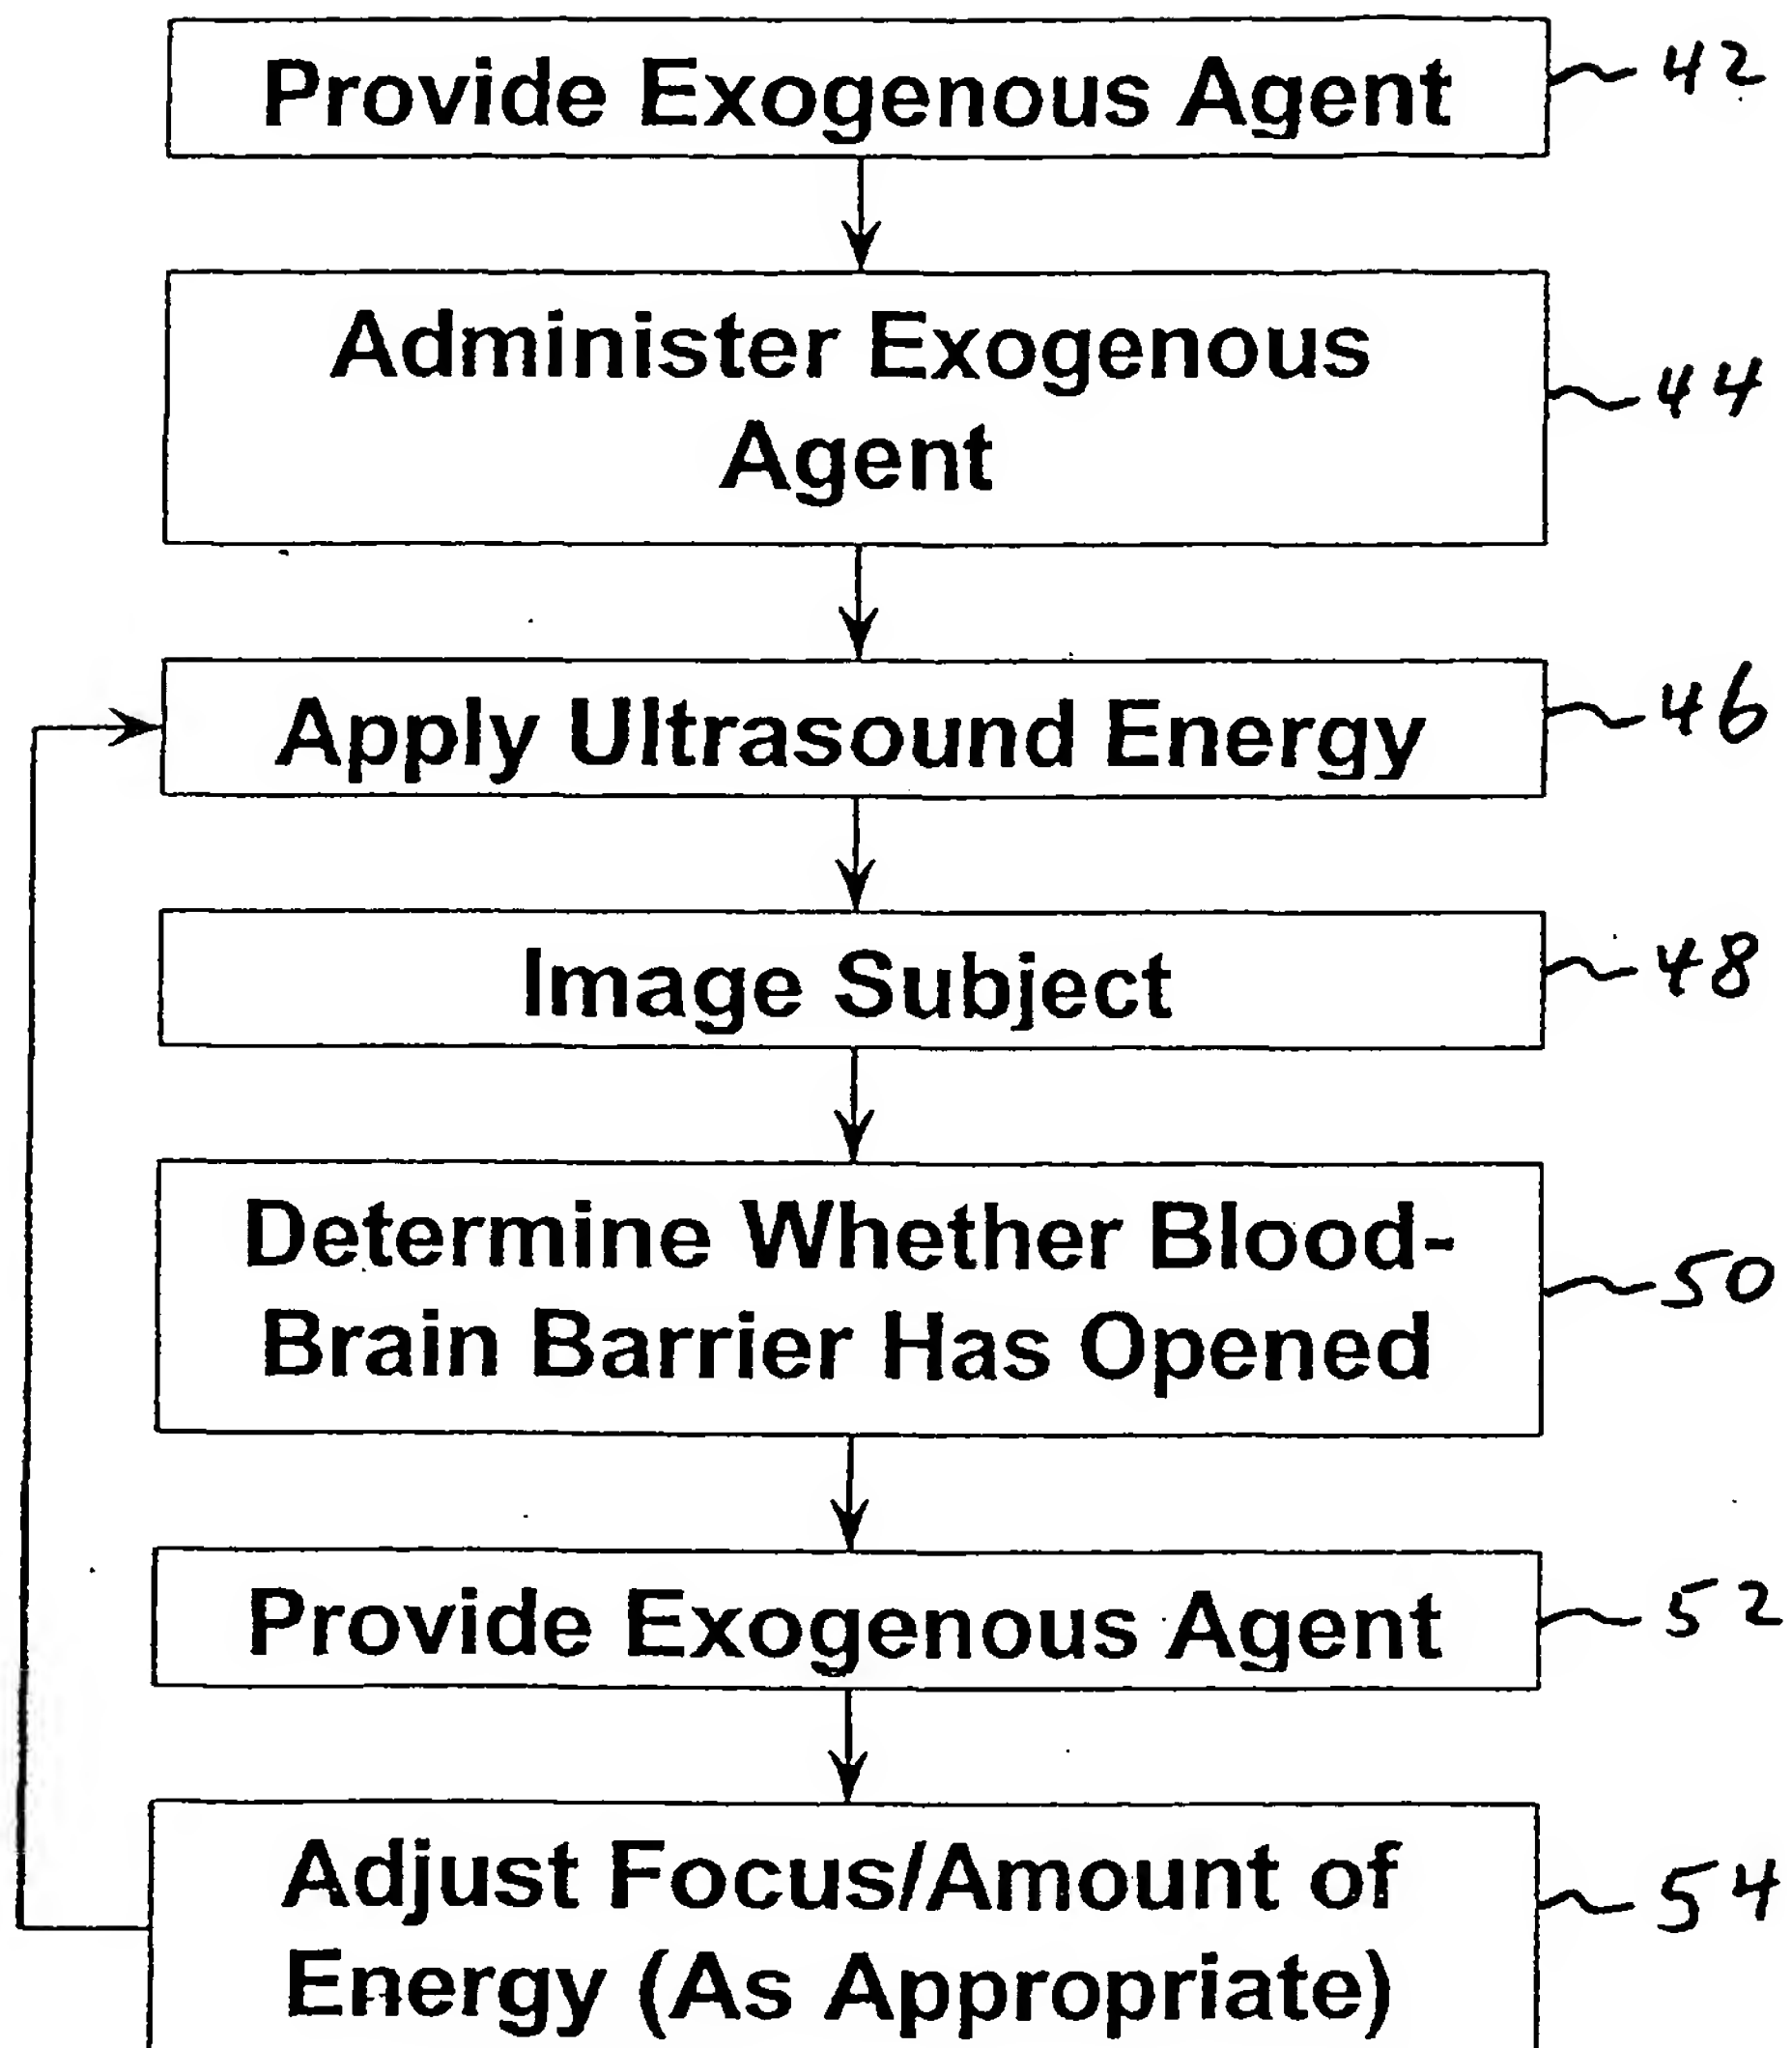 Provide Exogenous Agent
42
Administer Exogenous
Agent
44
Apply Ultrasound Energy
46
Image Subject
48
Determine Whether Blood-
Brain Barrier Has Opened
50
Provide Exogenous Agent
52
Adjust Focus/Amount of
Energy (As Appropriate)
54